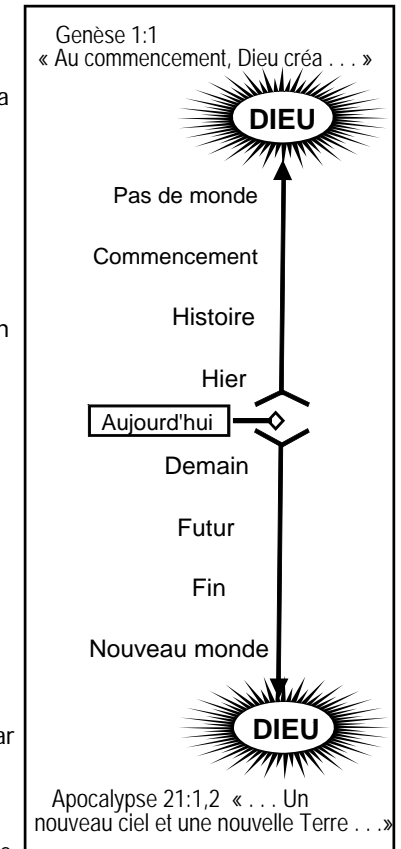 Genèse 1:1
« Au commencement, Dieu créa . . . »
a
DIEU
Pas de monde
Commencement
Histoire
n
Hier
Aujourd'hui
Demain
Futur
Fin
Nouveau monde
DIEU
ar
Apocalypse 21:1,2 « . . . Un
nouveau ciel et une nouvelle Terre . . .»